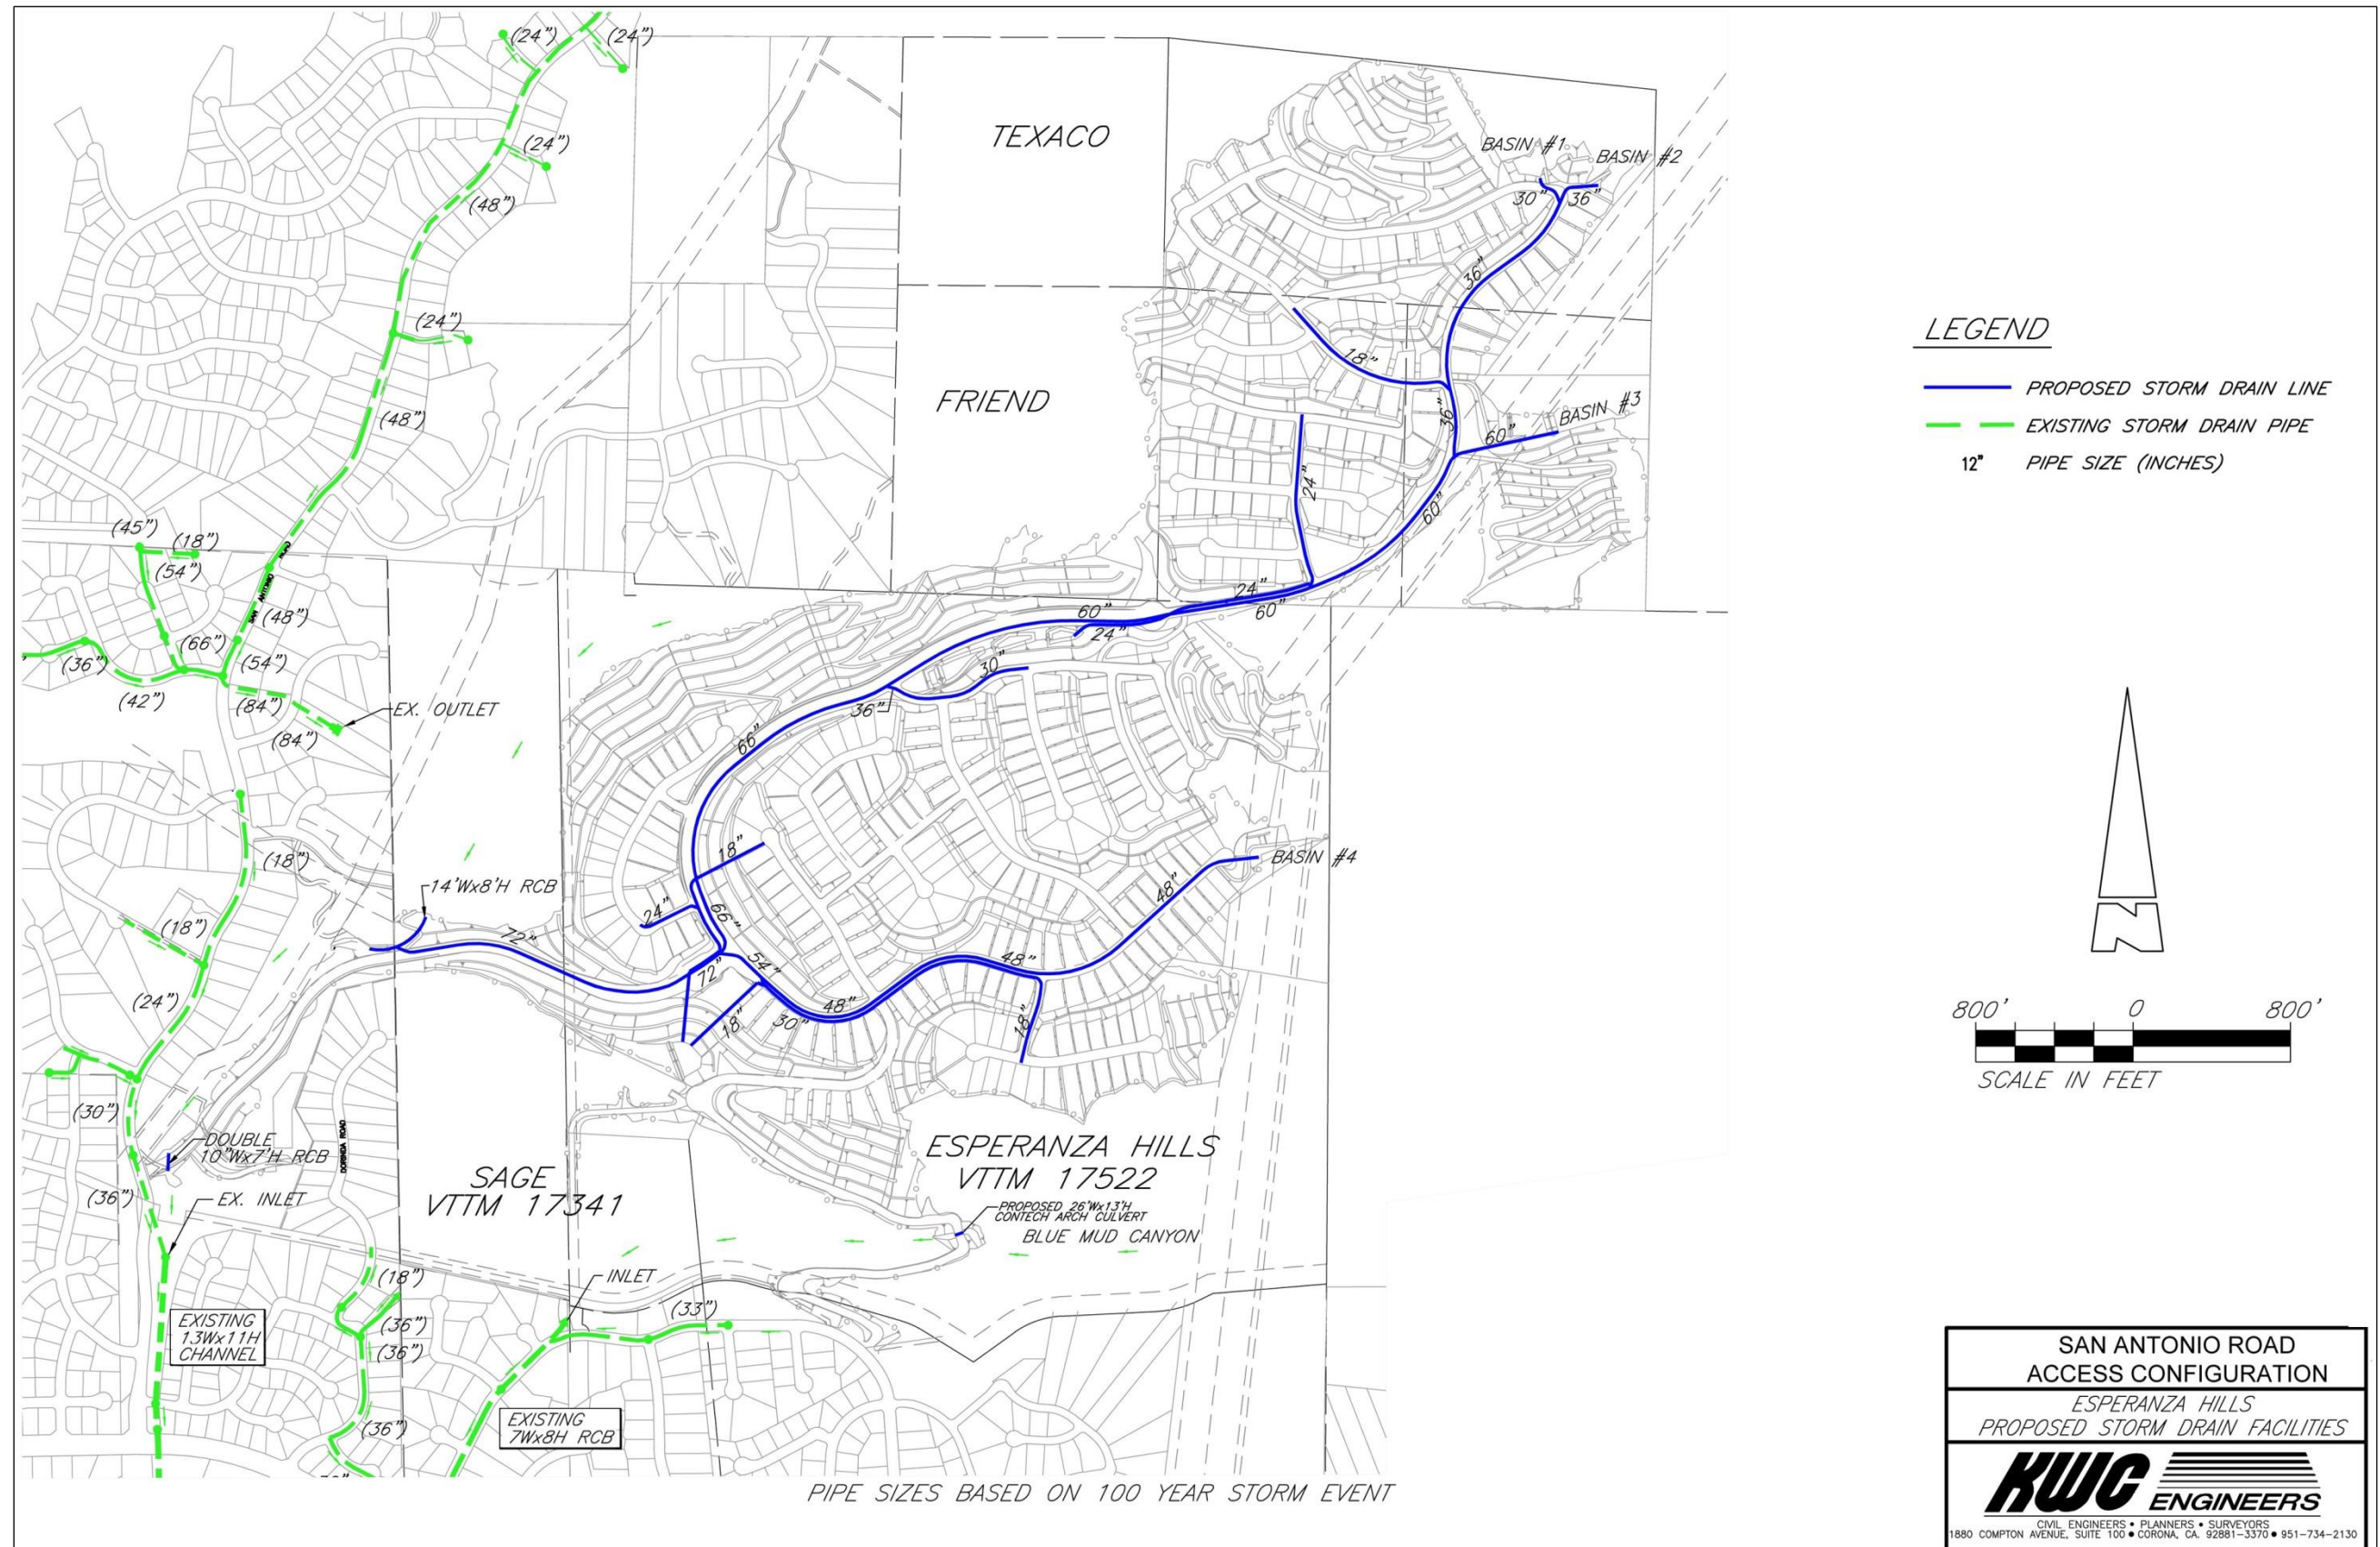 (24")
(24")
(24")
(48")
(24")
(48")
(45")
(18")
(54")
SAN ANTONIO ROAD
(48")
(66")
(54")
(36")
(42")
(84")
(84")
EX. OUTLET
(18")
(18")
(24")
(30")
(36")
14'Wx8'H RCB
DOUBLE
10"Wx7'H RCB
EX. INLET
DORINDA ROAD
EXISTING
13Wx11H
CHANNEL
(18")
(36")
(36")
(36")
EXISTING
7Wx8H RCB
INLET
(33")
TEXACO
FRIEND
BASIN #1
BASIN #2
30"
36"
36"
18"
36"
BASIN #3
60"
24"
60"
24"
60"
60"
24"
30"
36"
66"
18"
24"
66"
72"
72"
54"
18"
30"
48"
48"
18"
48"
BASIN #4
SAGE
VTTM 17341
ESPERANZA HILLS
VTTM 17522
PROPOSED 26'Wx13'H
CONTECH ARCH CULVERT
BLUE MUD CANYON
PIPE SIZES BASED ON 100 YEAR STORM EVENT
LEGEND
PROPOSED STORM DRAIN LINE
EXISTING STORM DRAIN PIPE
12" PIPE SIZE (INCHES)
N
800' 0 800'
SCALE IN FEET
SAN ANTONIO ROAD
ACCESS CONFIGURATION
ESPERANZA HILLS
PROPOSED STORM DRAIN FACILITIES
KWC
ENGINEERS
CIVIL ENGINEERS • PLANNERS • SURVEYORS
1880 COMPTON AVENUE, SUITE 100 • CORONA, CA. 92881-3370 • 951-734-2130